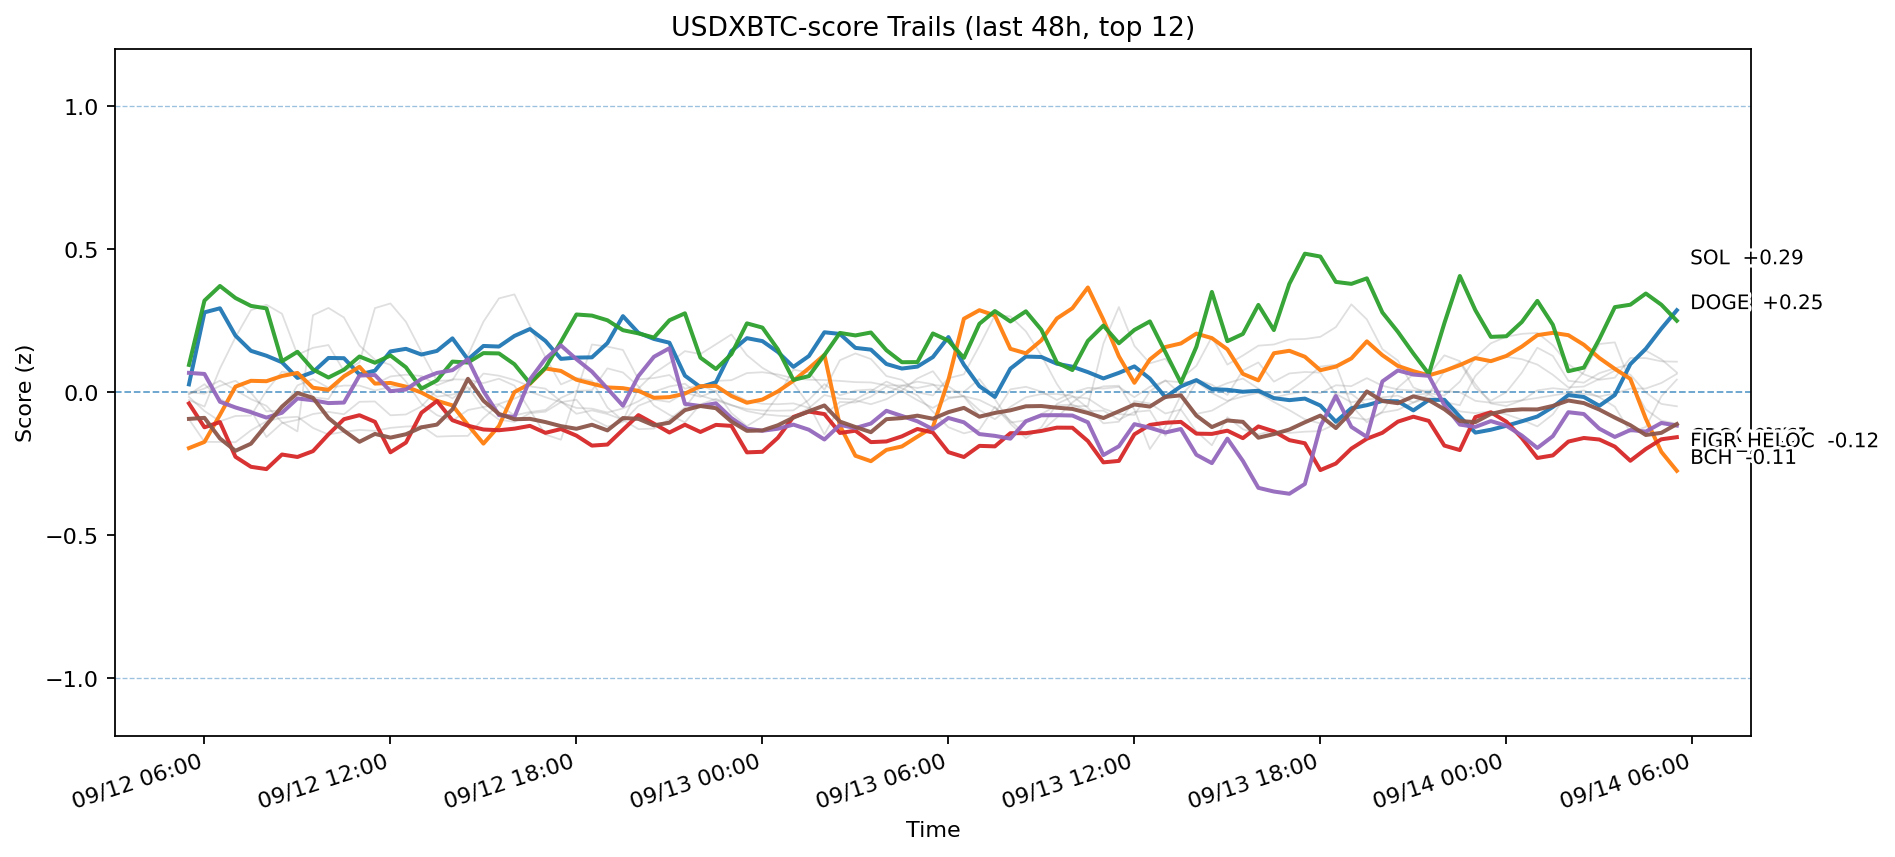 USDXBTC-score Trails (last 48h, top 12)
Score (z)
1.0
0.5
0.0
−0.5
−1.0
SOL +0.29
DOGE +0.25
FIGR_HELOC -0.12
BCH -0.11
09/12 06:00
09/12 12:00
09/12 18:00
09/13 00:00
09/13 06:00
09/13 12:00
09/13 18:00
09/14 00:00
09/14 06:00
Time